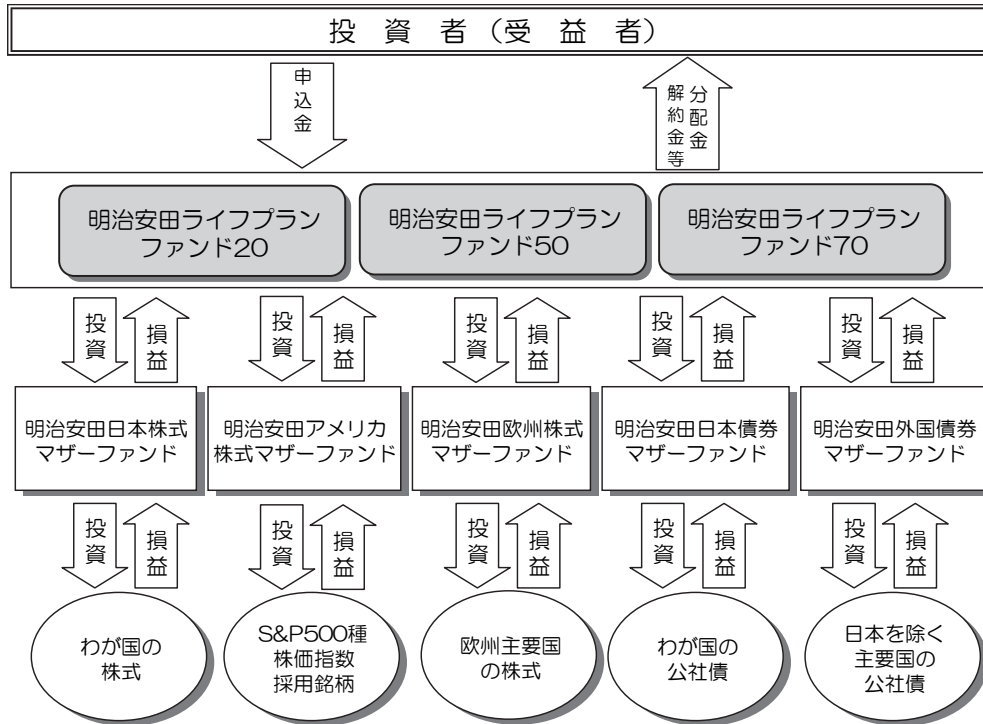 投資者（受益者）
申込金
分配金
解約金等
明治安田ライフプラン
ファンド20
明治安田ライフプラン
ファンド50
明治安田ライフプラン
ファンド70
投資
損益
投資
損益
投資
損益
投資
損益
投資
損益
明治安田日本株式
マザーファンド
明治安田アメリカ
株式マザーファンド
明治安田欧州株式
マザーファンド
明治安田日本債券
マザーファンド
明治安田外国債券
マザーファンド
投資
損益
投資
損益
投資
損益
投資
損益
投資
損益
わが国の
株式
S&P500種
株価指数
採用銘柄
欧州主要国
の株式
わが国の
公社債
日本を除く
主要国の
公社債